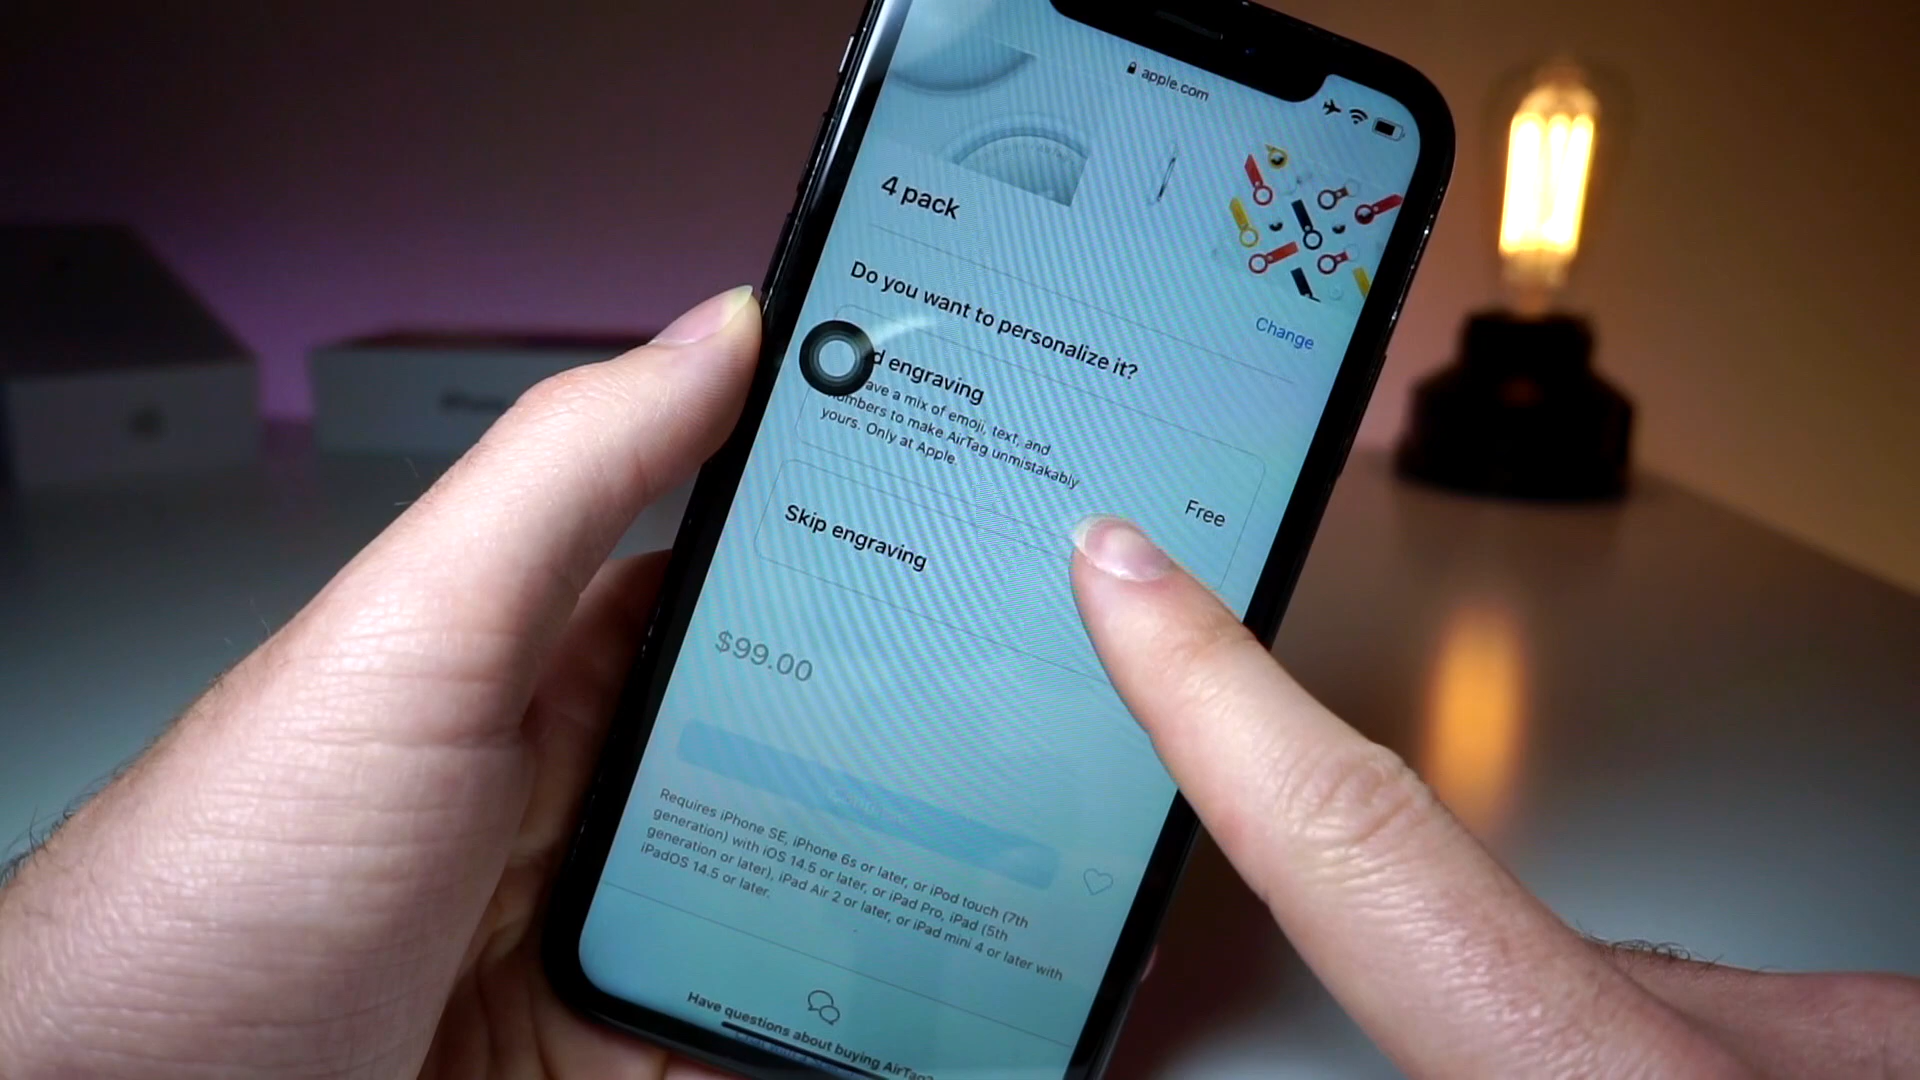 apple.com
4 pack
Do you want to personalize it?
Change
d engraving
ave a mix of emoji, text, and
mbers to make AirTag unmistakably
yours. Only at Apple.
Free
Skip engraving
$99.00
Requires iPhone SE, iPhone 6s or later, or iPod touch (7th
generation) with iOS 14.5 or later, or iPad Pro, iPad (5th
generation or later), iPad Air 2 or later, or iPad mini 4 or later with
iPadOS 14.5 or later.
Have questions about buying AirTag?